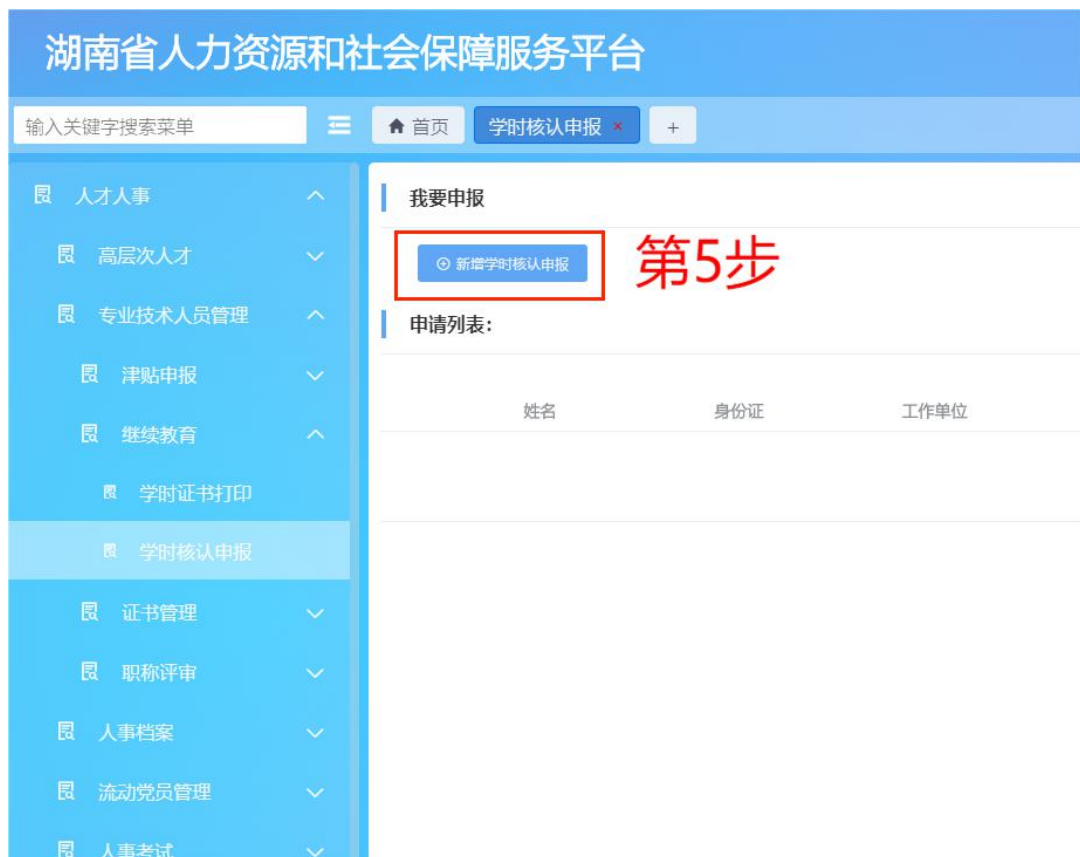 湖南省人力资源和社会保障服务平台
输入关键字搜索菜单
首页
学时核认申报 ×
+
人才人事
高层次人才
专业技术人员管理
津贴申报
继续教育
学时证书打印
学时核认申报
证书管理
职称评审
人事档案
流动党员管理
人事考试
我要申报
新增学时核认申报
第5步
申请列表：
姓名 身份证 工作单位